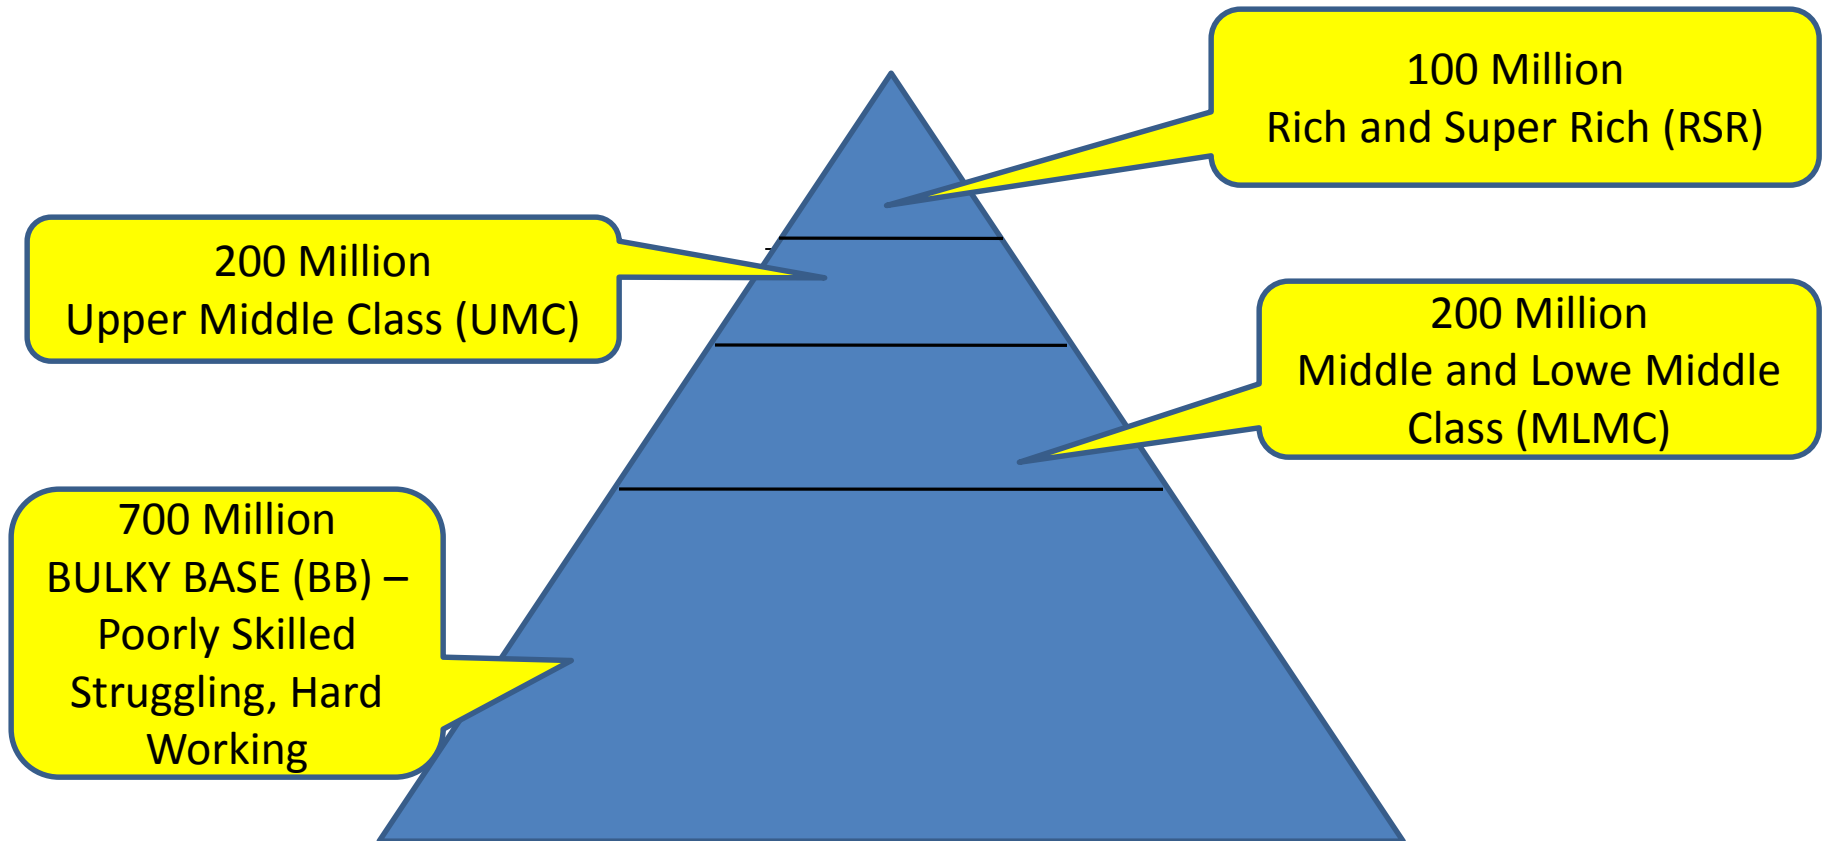 100 Million
Rich and Super Rich (RSR)
200 Million
Upper Middle Class (UMC)
200 Million
Middle and Lowe Middle
Class (MLMC)
700 Million
BULKY BASE (BB) –
Poorly Skilled
Struggling, Hard
Working